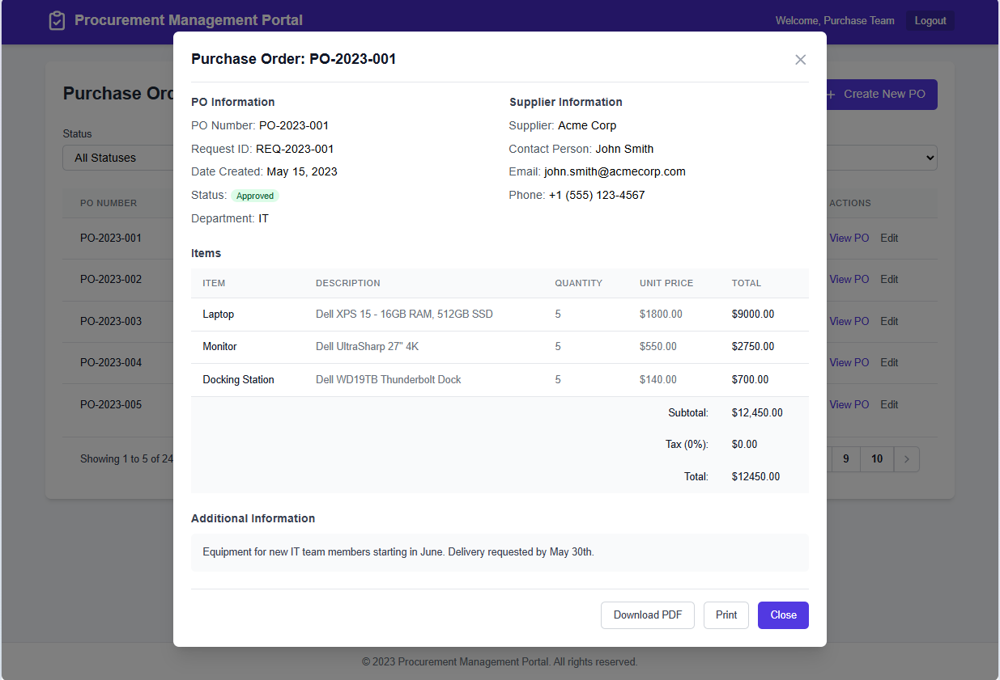 Procurement Management Portal
Welcome, Purchase Team
Logout
Purchase Order: PO-2023-001
Purchase Ord
+ Create New PO
PO Information
PO Number: PO-2023-001
Request ID: REQ-2023-001
Date Created: May 15, 2023
Status: Approved
Department: IT
Supplier Information
Supplier: Acme Corp
Contact Person: John Smith
Email: john.smith@acmecorp.com
Phone: +1 (555) 123-4567
Status
All Statuses
PO NUMBER
ACTIONS
PO-2023-001
View PO Edit
PO-2023-002
View PO Edit
PO-2023-003
View PO Edit
PO-2023-004
View PO Edit
PO-2023-005
View PO Edit
Showing 1 to 5 of 24
9 10
Items
ITEM DESCRIPTION QUANTITY UNIT PRICE TOTAL
Laptop Dell XPS 15 - 16GB RAM, 512GB SSD 5 $1800.00 $9000.00
Monitor Dell UltraSharp 27" 4K 5 $550.00 $2750.00
Docking Station Dell WD19TB Thunderbolt Dock 5 $140.00 $700.00
Subtotal: $12,450.00
Tax (0%): $0.00
Total: $12450.00
Additional Information
Equipment for new IT team members starting in June. Delivery requested by May 30th.
Download PDF
Print
Close
© 2023 Procurement Management Portal. All rights reserved.